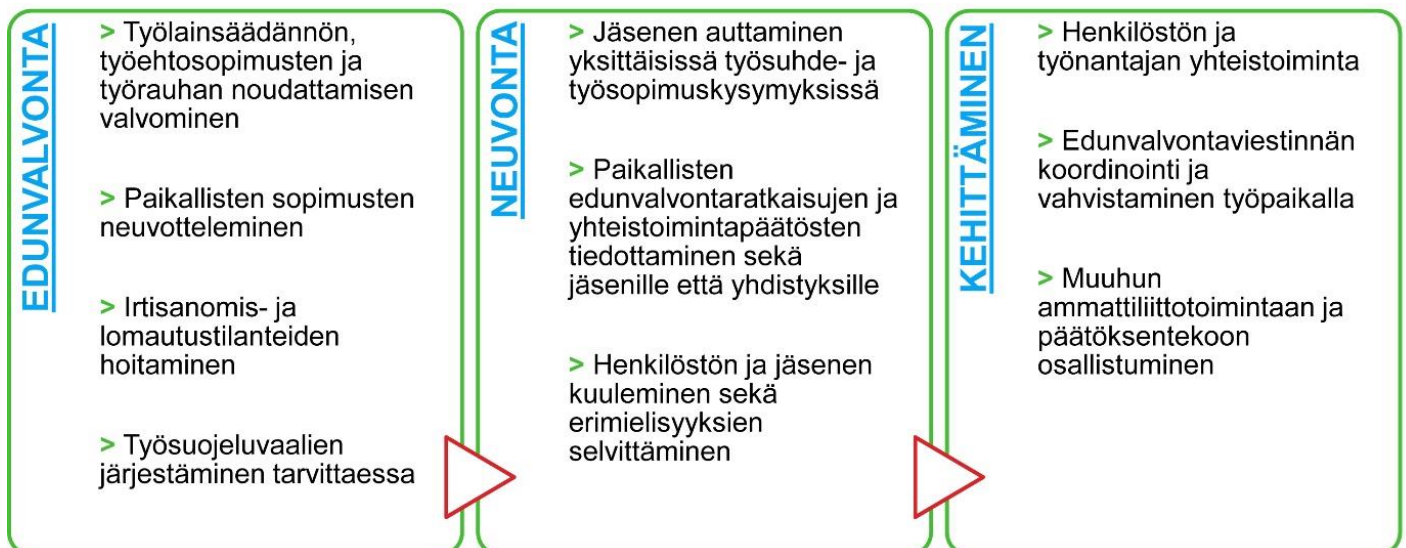 EDUNVALVONTA
> Työlainsäädännön,
työehtosopimusten ja
työrauhan noudattamisen
valvominen
> Paikallisten sopimusten
neuvotteleminen
> Irtisanomis- ja
lomautustilanteiden
hoitaminen
> Työsuojeluvaalien
järjestäminen tarvittaessa
NEUVONTA
> Jäsenen auttaminen
yksittäisissä työsuhde- ja
työsopimuskysymyksissä
> Paikallisten
edunvalvontaratkaisujen ja
yhteistoimintapäätösten
tiedottaminen sekä
jäsenille että yhdistyksille
> Henkilöstön ja jäsenen
kuuleminen sekä
erimielisyyksien
selvittäminen
KEHITTÄMINEN
> Henkilöstön ja
työnantajan yhteistoiminta
> Edunvalvontaviestinnän
koordinointi ja
vahvistaminen työpaikalla
> Muuhun
ammattiliittotoimintaan ja
päätöksentekoon
osallistuminen